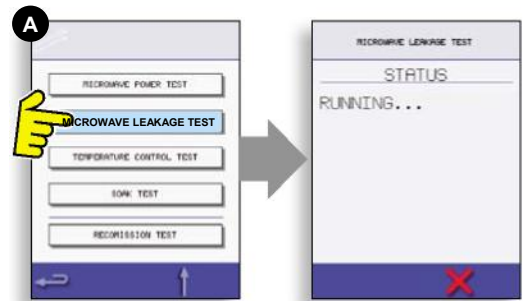 A
MICROWAVE POWER TEST
MICROWAVE LEAKAGE TEST
TEMPERATURE CONTROL TEST
SOAK TEST
RECOMISSION TEST
MICROWAVE LEAKAGE TEST
STATUS
RUNNING...